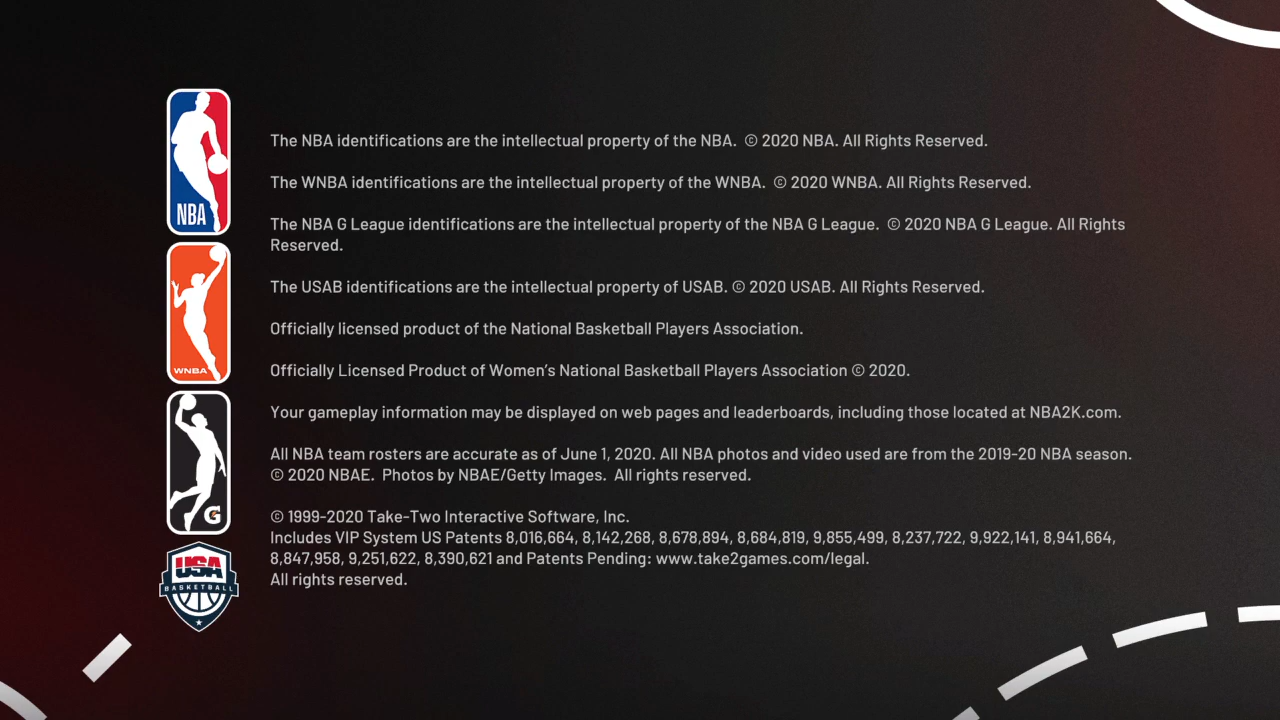 The NBA identifications are the intellectual property of the NBA.  © 2020 NBA. All Rights Reserved.
The WNBA identifications are the intellectual property of the WNBA.  © 2020 WNBA. All Rights Reserved.
The NBA G League identifications are the intellectual property of the NBA G League.  © 2020 NBA G League. All Rights
Reserved.
The USAB identifications are the intellectual property of USAB. © 2020 USAB. All Rights Reserved.
Officially licensed product of the National Basketball Players Association.
Officially Licensed Product of Women’s National Basketball Players Association © 2020.
Your gameplay information may be displayed on web pages and leaderboards, including those located at NBA2K.com.
All NBA team rosters are accurate as of June 1, 2020. All NBA photos and video used are from the 2019-20 NBA season.
© 2020 NBAE.  Photos by NBAE/Getty Images.  All rights reserved.
© 1999-2020 Take-Two Interactive Software, Inc.
Includes VIP System US Patents 8,016,664, 8,142,268, 8,678,894, 8,684,819, 9,855,499, 8,237,722, 9,922,141, 8,941,664,
8,847,958, 9,251,622, 8,390,621 and Patents Pending: www.take2games.com/legal.
All rights reserved.
NBA
WNBA
G
USA
BASKETBALL